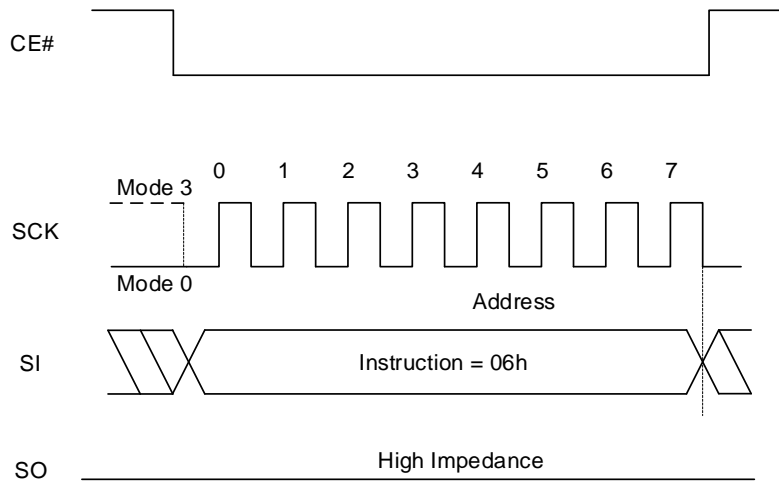 CE#
0 1 2 3 4 5 6 7
Mode 3
SCK
Mode 0
Address
SI
Instruction = 06h
SO
High Impedance